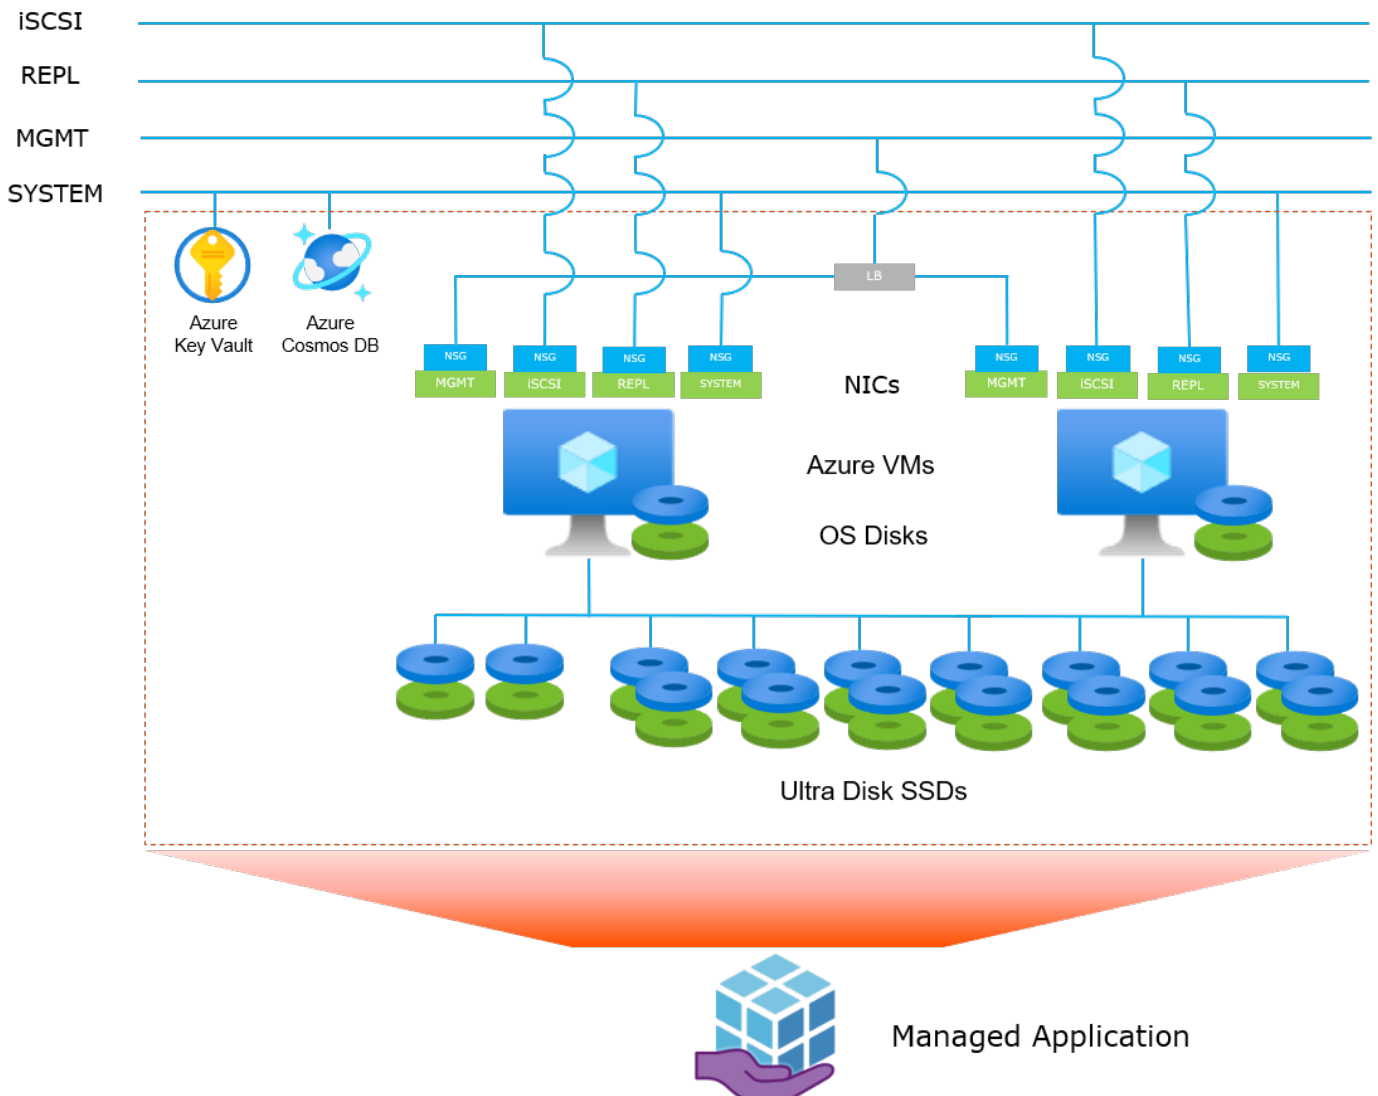 iSCSI
REPL
MGMT
SYSTEM
Azure
Key Vault
Azure
Cosmos DB
LB
NSG
NSG
NSG
NSG
NSG
NSG
NSG
NSG
MGMT
iSCSI
REPL
SYSTEM
NICs
MGMT
iSCSI
REPL
SYSTEM
Azure VMs
OS Disks
Ultra Disk SSDs
Managed Application